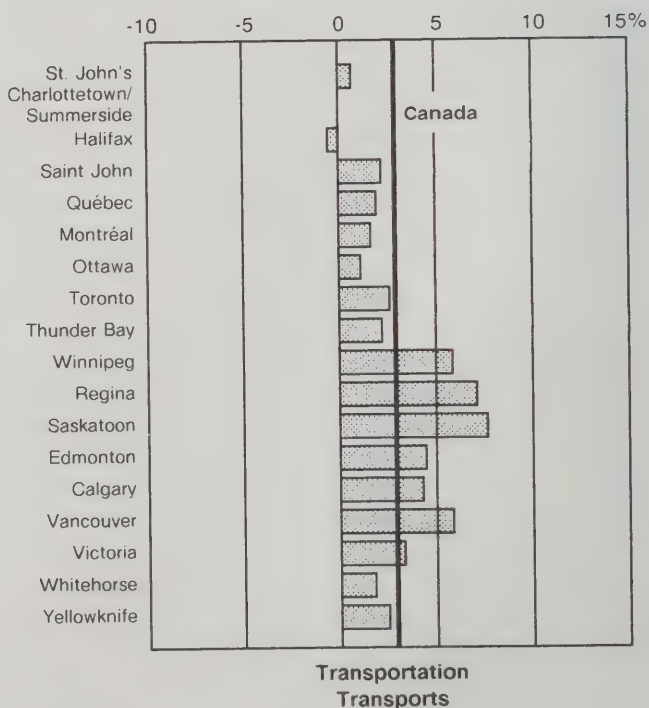 -10 -5 0 5 10 15%
St. John's
Charlottetown/
Summerside
Canada
Halifax
Saint John
Québec
Montréal
Ottawa
Toronto
Thunder Bay
Winnipeg
Regina
Saskatoon
Edmonton
Calgary
Vancouver
Victoria
Whitehorse
Yellowknife
Transportation
Transports